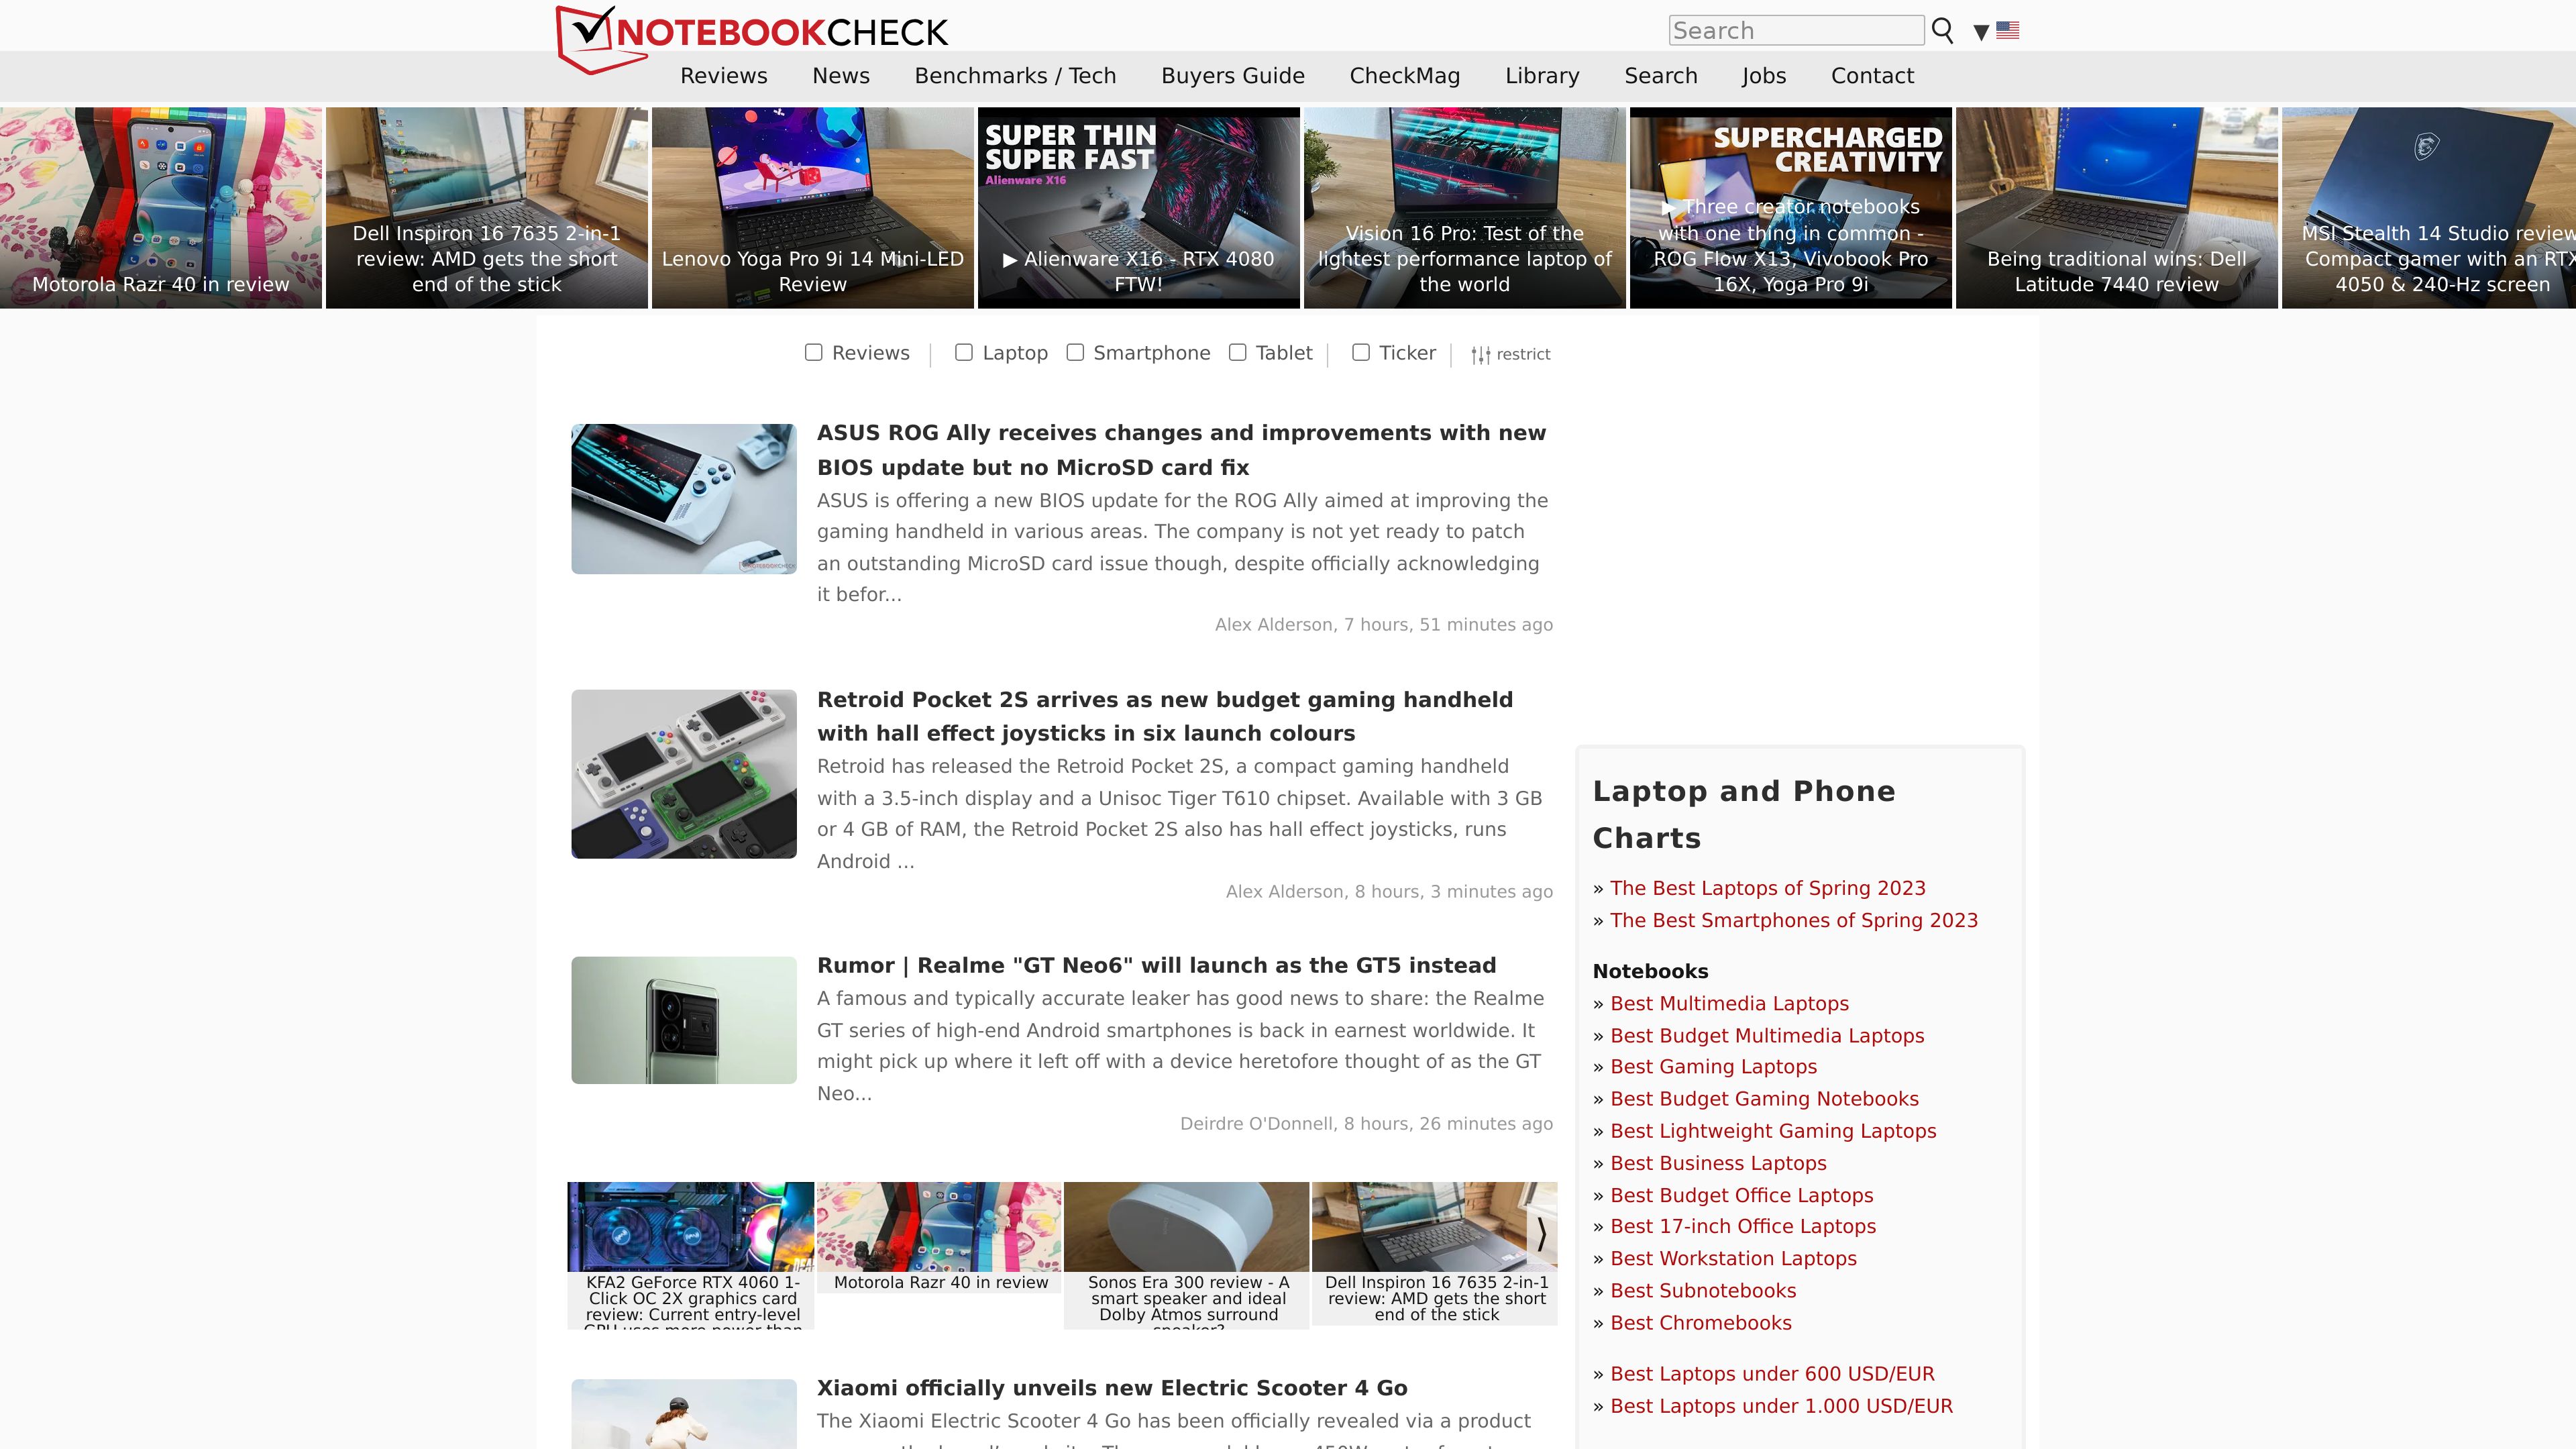 NOTEBOOKCHECK
Search
▼
Reviews News Benchmarks / Tech Buyers Guide CheckMag Library Search Jobs Contact
Motorola Razr 40 in review
Dell Inspiron 16 7635 2-in-1
review: AMD gets the short
end of the stick
Lenovo Yoga Pro 9i 14 Mini-LED
Review
SUPER THIN
SUPER FAST
Alienware X16
▶ Alienware X16 - RTX 4080
FTW!
Vision 16 Pro: Test of the
lightest performance laptop of
the world
SUPERCHARGED
CREATIVITY
▶ Three creator notebooks
with one thing in common -
ROG Flow X13, Vivobook Pro
16X, Yoga Pro 9i
Being traditional wins: Dell
Latitude 7440 review
MSI Stealth 14 Studio review
Compact gamer with an RTX
4050 & 240-Hz screen
Reviews | Laptop Smartphone Tablet | Ticker | restrict
ASUS ROG Ally receives changes and improvements with new
BIOS update but no MicroSD card fix
ASUS is offering a new BIOS update for the ROG Ally aimed at improving the
gaming handheld in various areas. The company is not yet ready to patch
an outstanding MicroSD card issue though, despite officially acknowledging
it befor...
Alex Alderson, 7 hours, 51 minutes ago
NOTEBOOKCHECK
Retroid Pocket 2S arrives as new budget gaming handheld
with hall effect joysticks in six launch colours
Retroid has released the Retroid Pocket 2S, a compact gaming handheld
with a 3.5-inch display and a Unisoc Tiger T610 chipset. Available with 3 GB
or 4 GB of RAM, the Retroid Pocket 2S also has hall effect joysticks, runs
Android ...
Alex Alderson, 8 hours, 3 minutes ago
Rumor | Realme "GT Neo6" will launch as the GT5 instead
A famous and typically accurate leaker has good news to share: the Realme
GT series of high-end Android smartphones is back in earnest worldwide. It
might pick up where it left off with a device heretofore thought of as the GT
Neo...
Deirdre O'Donnell, 8 hours, 26 minutes ago
KFA2 GeForce RTX 4060 1-
Click OC 2X graphics card
review: Current entry-level
GPU uses more power than
Motorola Razr 40 in review
Sonos Era 300 review - A
smart speaker and ideal
Dolby Atmos surround
speaker?
Dell Inspiron 16 7635 2-in-1
review: AMD gets the short
end of the stick
⟩
Xiaomi officially unveils new Electric Scooter 4 Go
The Xiaomi Electric Scooter 4 Go has been officially revealed via a product
Laptop and Phone
Charts
» The Best Laptops of Spring 2023
» The Best Smartphones of Spring 2023
Notebooks
» Best Multimedia Laptops
» Best Budget Multimedia Laptops
» Best Gaming Laptops
» Best Budget Gaming Notebooks
» Best Lightweight Gaming Laptops
» Best Business Laptops
» Best Budget Office Laptops
» Best 17-inch Office Laptops
» Best Workstation Laptops
» Best Subnotebooks
» Best Chromebooks
» Best Laptops under 600 USD/EUR
» Best Laptops under 1.000 USD/EUR